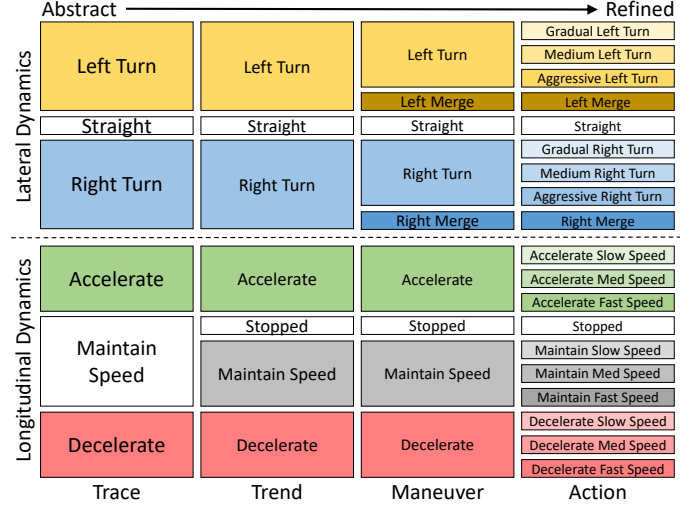 Abstract
Refined
Lateral Dynamics
Left Turn
Left Turn
Left Turn
Left Merge
Gradual Left Turn
Medium Left Turn
Aggressive Left Turn
Left Merge
Straight
Straight
Straight
Straight
Right Turn
Right Turn
Right Turn
Right Merge
Gradual Right Turn
Medium Right Turn
Aggressive Right Turn
Right Merge
Longitudinal Dynamics
Accelerate
Accelerate
Accelerate
Accelerate Slow Speed
Accelerate Med Speed
Accelerate Fast Speed
Maintain
Speed
Stopped
Stopped
Stopped
Maintain Speed
Maintain Speed
Maintain Slow Speed
Maintain Med Speed
Maintain Fast Speed
Decelerate
Decelerate
Decelerate
Decelerate Slow Speed
Decelerate Med Speed
Decelerate Fast Speed
Trace
Trend
Maneuver
Action